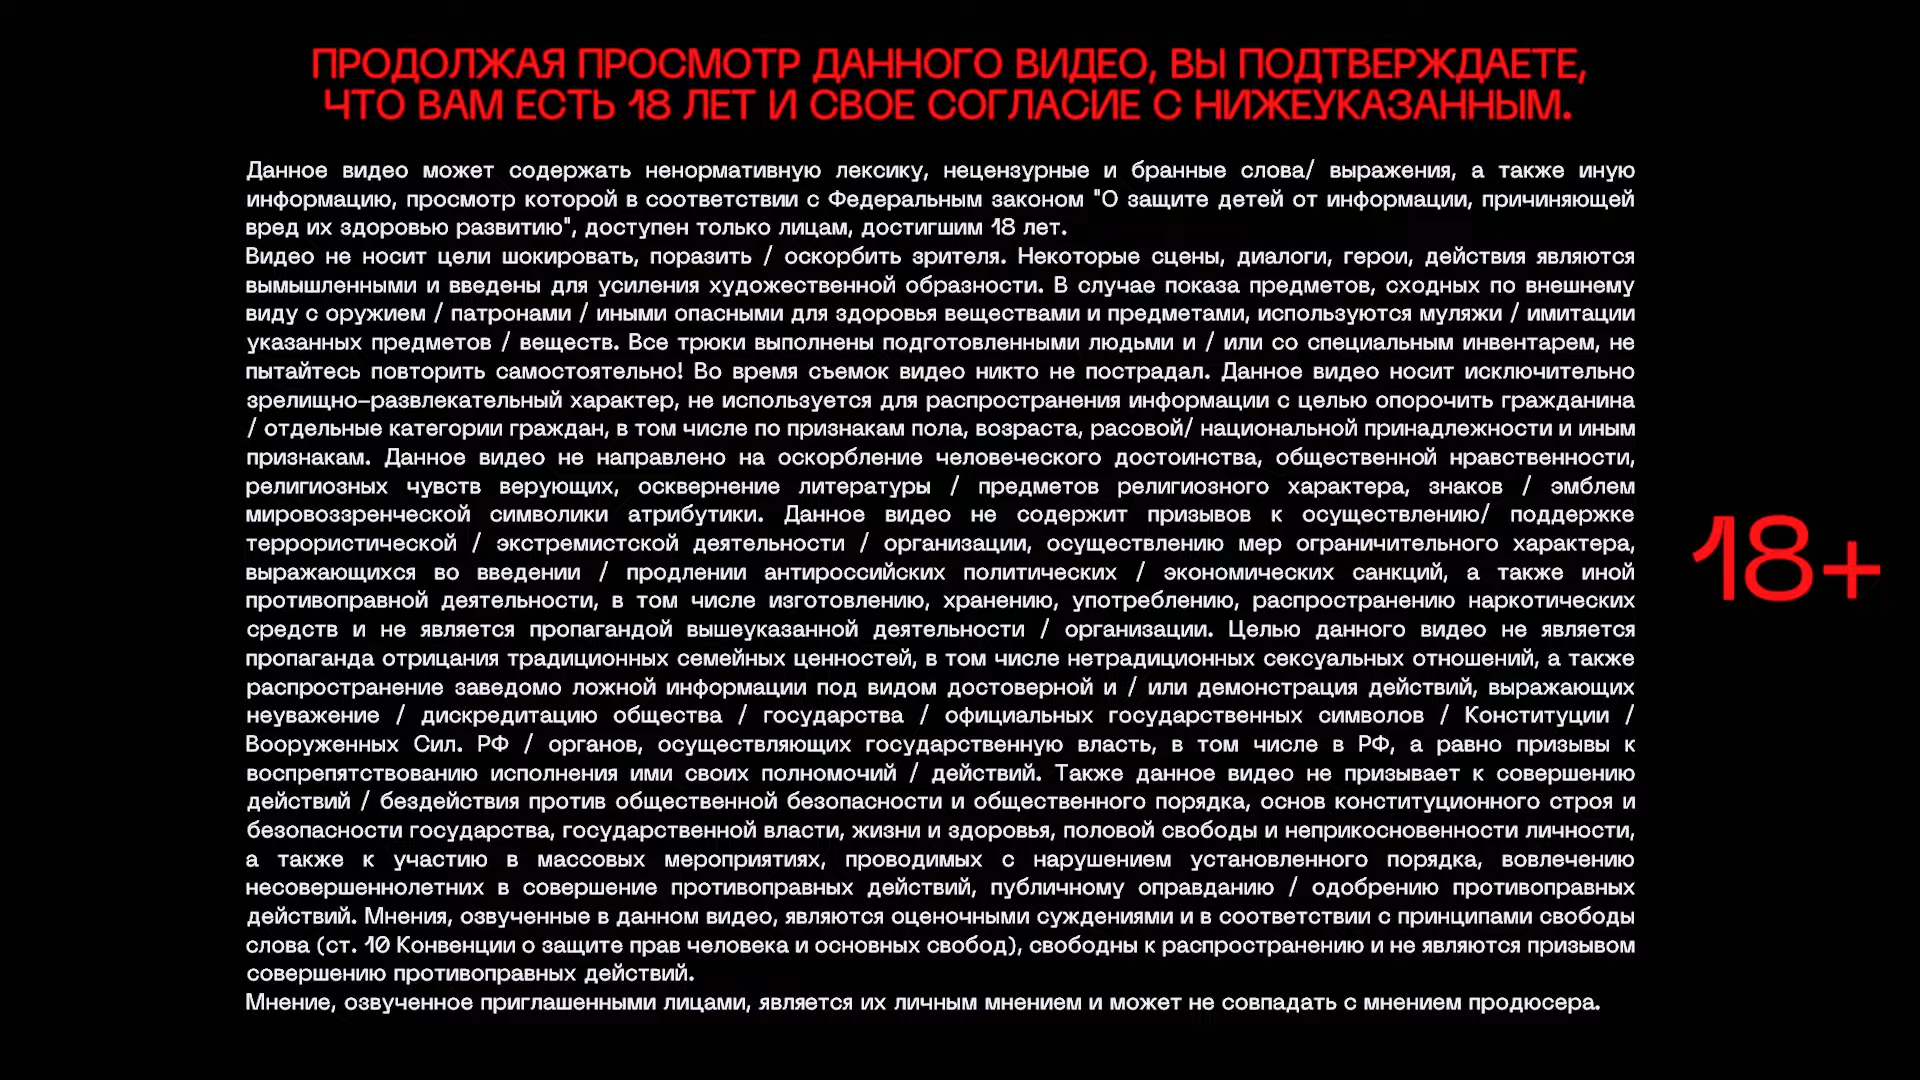 ПРОДОЛЖАЯ ПРОСМОТР ДАННОГО ВИДЕО, ВЫ ПОДТВЕРЖДАЕТЕ,
ЧТО ВАМ ЕСТЬ 18 ЛЕТ И СВОЕ СОГЛАСИЕ С НИЖЕУКАЗАННЫМ.
Данное видео может содержать ненормативную лексику, нецензурные и бранные слова/ выражения, а также иную
информацию, просмотр которой в соответствии с Федеральным законом "О защите детей от информации, причиняющей
вред их здоровью развитию", доступен только лицам, достигшим 18 лет.
Видео не носит цели шокировать, поразить / оскорбить зрителя. Некоторые сцены, диалоги, герои, действия являются
вымышленными и введены для усиления художественной образности. В случае показа предметов, сходных по внешнему
виду с оружием / патронами / иными опасными для здоровья веществами и предметами, используются муляжи / имитации
указанных предметов / веществ. Все трюки выполнены подготовленными людьми и / или со специальным инвентарем, не
пытайтесь повторить самостоятельно! Во время съемок видео никто не пострадал. Данное видео носит исключительно
зрелищно-развлекательный характер, не используется для распространения информации с целью опорочить гражданина
/ отдельные категории граждан, в том числе по признакам пола, возраста, расовой/ национальной принадлежности и иным
признакам. Данное видео не направлено на оскорбление человеческого достоинства, общественной нравственности,
религиозных чувств верующих, осквернение литературы / предметов религиозного характера, знаков / эмблем
мировоззренческой символики атрибутики. Данное видео не содержит призывов к осуществлению/ поддержке
террористической / экстремистской деятельности / организации, осуществлению мер ограничительного характера,
выражающихся во введении / продлении антироссийских политических / экономических санкций, а также иной
противоправной деятельности, в том числе изготовлению, хранению, употреблению, распространению наркотических
средств и не является пропагандой вышеуказанной деятельности / организации. Целью данного видео не является
пропаганда отрицания традиционных семейных ценностей, в том числе нетрадиционных сексуальных отношений, а также
распространение заведомо ложной информации под видом достоверной и / или демонстрация действий, выражающих
неуважение / дискредитацию общества / государства / официальных государственных символов / Конституции /
Вооруженных Сил. РФ / органов, осуществляющих государственную власть, в том числе в РФ, а равно призывы к
воспрепятствованию исполнения ими своих полномочий / действий. Также данное видео не призывает к совершению
действий / бездействия против общественной безопасности и общественного порядка, основ конституционного строя и
безопасности государства, государственной власти, жизни и здоровья, половой свободы и неприкосновенности личности,
а также к участию в массовых мероприятиях, проводимых с нарушением установленного порядка, вовлечению
несовершеннолетних в совершение противоправных действий, публичному оправданию / одобрению противоправных
действий. Мнения, озвученные в данном видео, являются оценочными суждениями и в соответствии с принципами свободы
слова (ст. 10 Конвенции о защите прав человека и основных свобод), свободны к распространению и не являются призывом
совершению противоправных действий.
Мнение, озвученное приглашенными лицами, является их личным мнением и может не совпадать с мнением продюсера.
18+